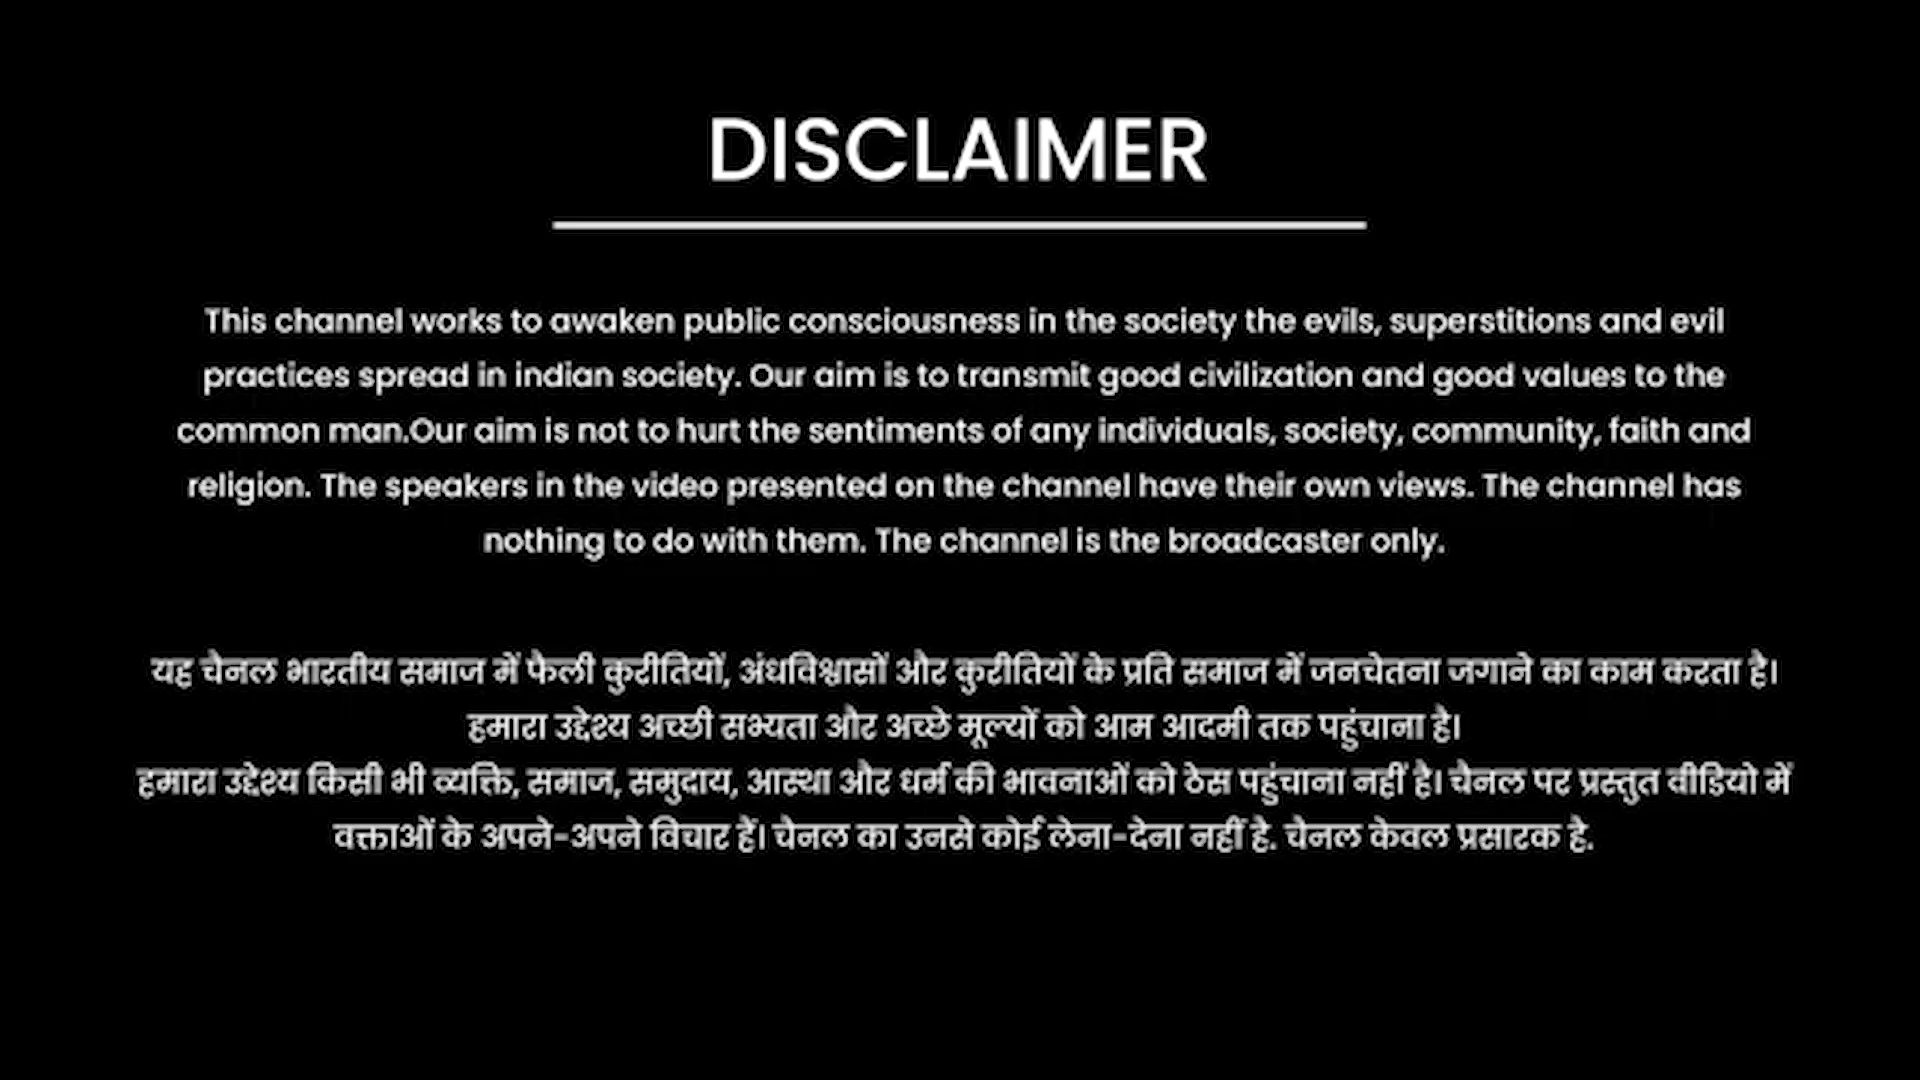 DISCLAIMER
This channel works to awaken public consciousness in the society the evils, superstitions and evil
practices spread in indian society. Our aim is to transmit good civilization and good values to the
common man.Our aim is not to hurt the sentiments of any individuals, society, community, faith and
religion. The speakers in the video presented on the channel have their own views. The channel has
nothing to do with them. The channel is the broadcaster only.
यह चेनल भारतीय समाज में फैली कुरीतियों, अंधविश्वासों और कुरीतियों के प्रति समाज में जनचेतना जगाने का काम करता है।
हमारा उद्देश्य अच्छी सभ्यता और अच्छे मूल्यों को आम आदमी तक पहुंचाना है।
हमारा उद्देश्य किसी भी व्यक्ति, समाज, समुदाय, आस्था और धर्म की भावनाओं को ठेस पहुंचाना नहीं है। चैनल पर प्रस्तुत वीडियो में
वक्ताओं के अपने-अपने विचार हैं। चैनल का उनसे कोई लेना-देना नहीं है. चैनल केवल प्रसारक है.